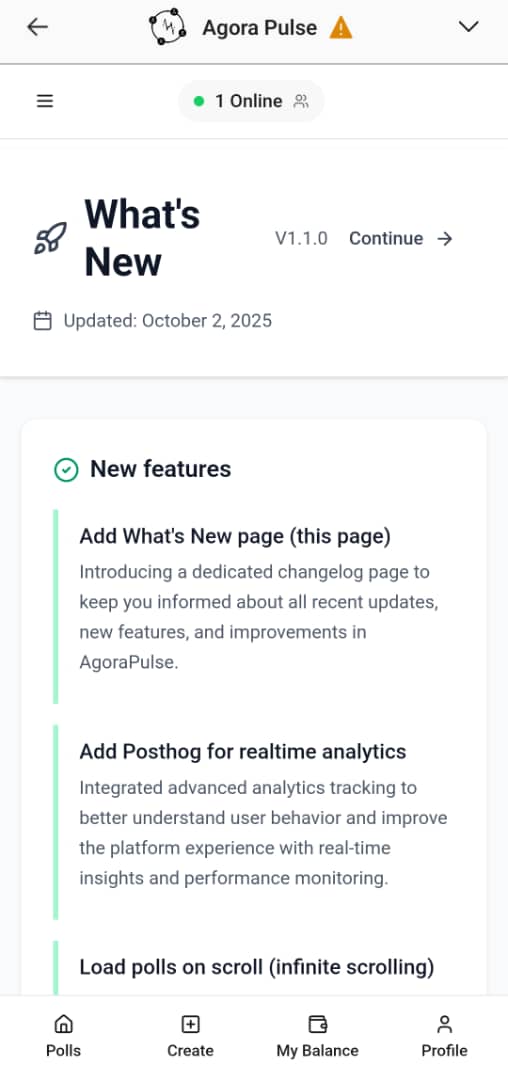 Agora Pulse
1 Online
What's
New
V1.1.0
Continue
Updated: October 2, 2025
New features
Add What's New page (this page)
Introducing a dedicated changelog page to
keep you informed about all recent updates,
new features, and improvements in
AgoraPulse.
Add Posthog for realtime analytics
Integrated advanced analytics tracking to
better understand user behavior and improve
the platform experience with real-time
insights and performance monitoring.
Load polls on scroll (infinite scrolling)
Polls
Create
My Balance
Profile